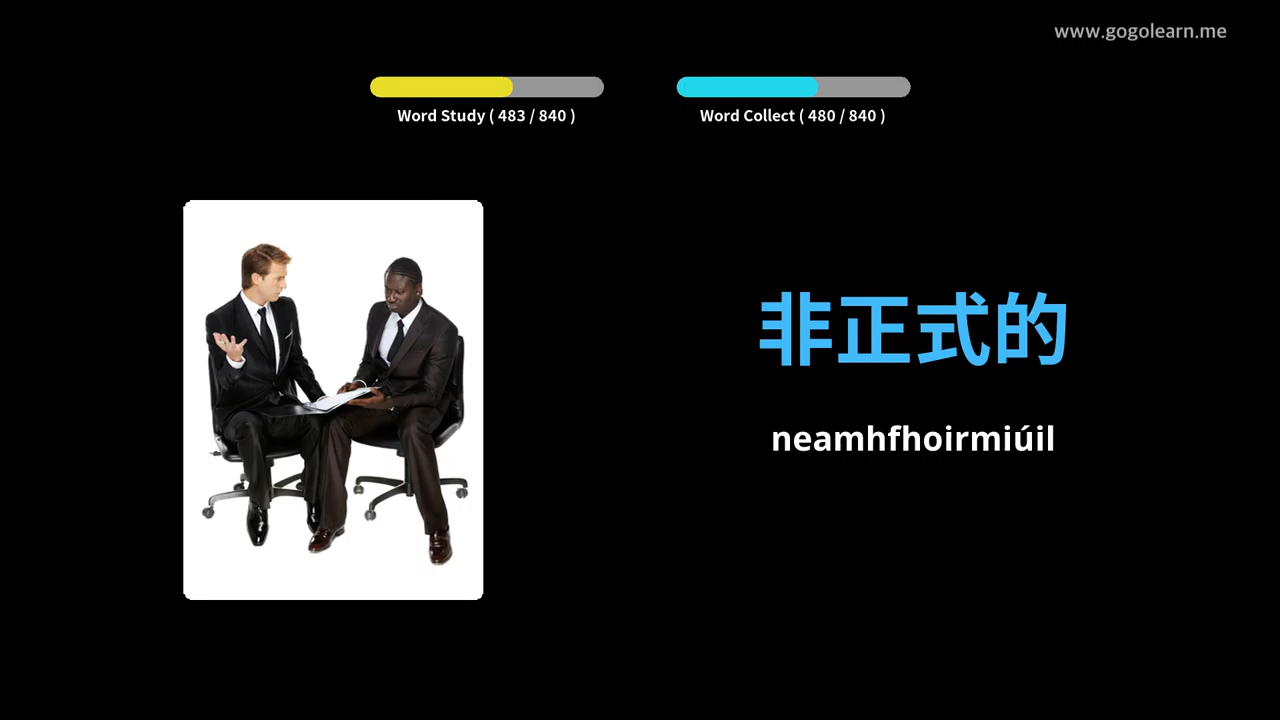 www.gogolearn.me
Word Study ( 483 / 840 )
Word Collect ( 480 / 840 )
非正式的
neamhfhoirmiúil